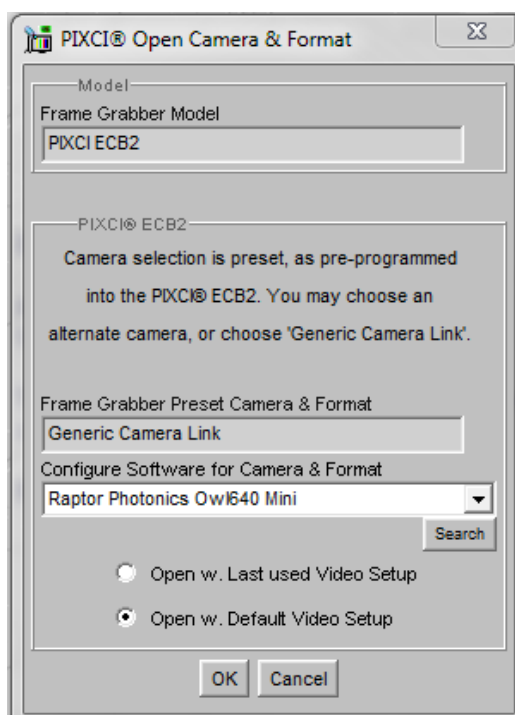 PIXCI® Open Camera & Format
Model
Frame Grabber Model
PIXCI ECB2
PIXCI® ECB2
Camera selection is preset, as pre-programmed
into the PIXCI® ECB2. You may choose an
alternate camera, or choose 'Generic Camera Link'.
Frame Grabber Preset Camera & Format
Generic Camera Link
Configure Software for Camera & Format
Raptor Photonics Owl640 Mini
Search
Open w. Last used Video Setup
Open w. Default Video Setup
OK Cancel